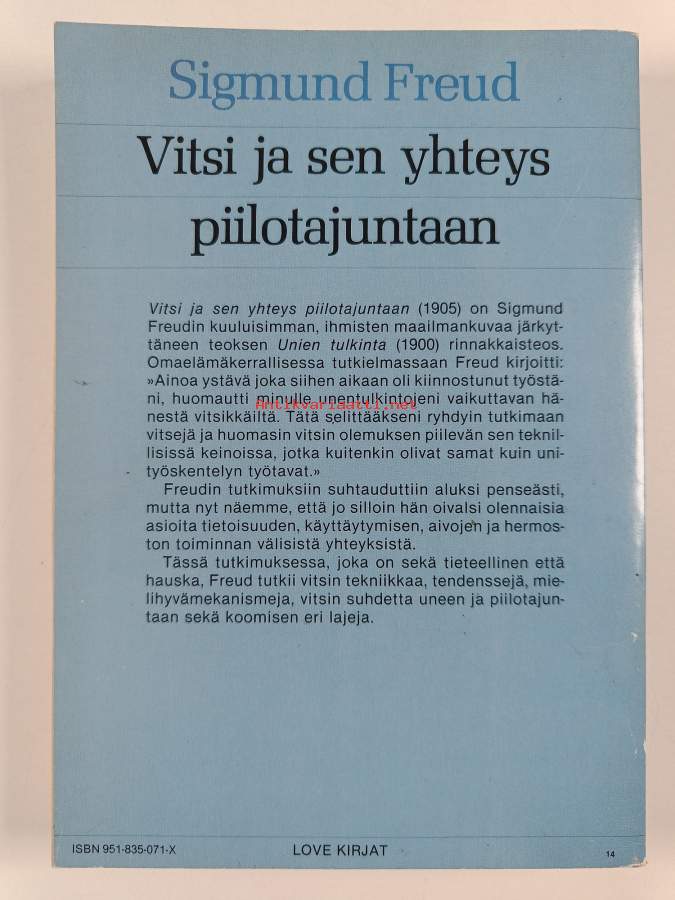 Sigmund Freud
Vitsi ja sen yhteys
piilotajuntaan
Vitsi ja sen yhteys piilotajuntaan (1905) on Sigmund
Freudin kuuluisimman, ihmisten maailmankuvaa järkyt-
täneen teoksen Unien tulkinta (1900) rinnakkaisteos.
Omaelämäkerrallisessa tutkielmassaan Freud kirjoitti:
»Ainoa ystävä joka siihen aikaan oli kiinnostunut työstä-
ni, huomautti minulle unentulkintojeni vaikuttavan hä-
Antikvariaatti.net
nestä vitsikkäiltä. Tätä selittääkseni ryhdyin tutkimaan
vitsejä ja huomasin vitsin olemuksen piilevän sen teknil-
lisissä keinoissa, jotka kuitenkin olivat samat kuin uni-
työskentelyn työtavat.»
Freudin tutkimuksiin suhtauduttiin aluksi penseästi,
mutta nyt näemme, että jo silloin hän oivalsi olennaisia
asioita tietoisuuden, käyttäytymisen, aivojen ja hermos-
ton toiminnan välisistä yhteyksistä.
Tässä tutkimuksessa, joka on sekä tieteellinen että
hauska, Freud tutkii vitsin tekniikkaa, tendenssejä, mie-
lihyvämekanismeja, vitsin suhdetta uneen ja piilotajun-
taan sekä koomisen eri lajeja.
ISBN 951-835-071-X
LOVE KIRJAT
14